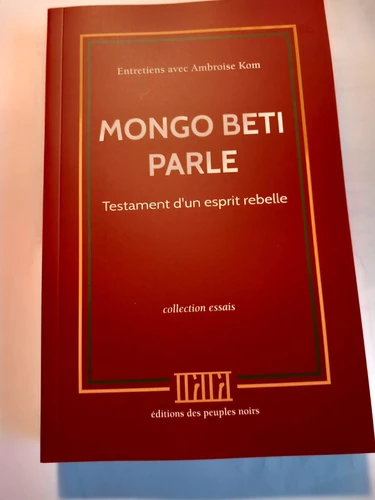 Entretiens avec Ambroise Kom
MONGO BETI
PARLE
Testament d'un esprit rebelle
collection essais
éditions des peuples noirs